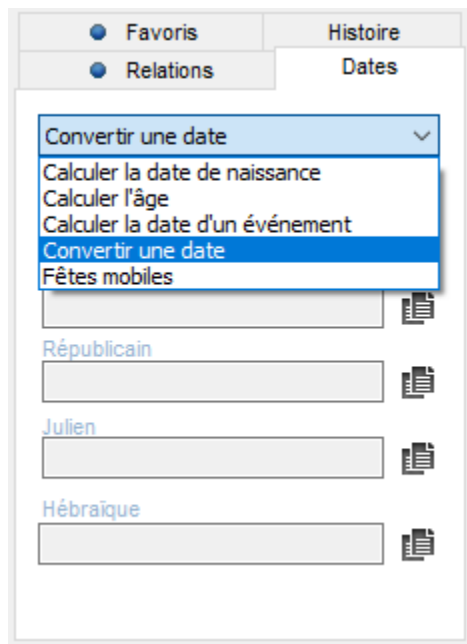 Favoris
Histoire
Relations
Dates
Convertir une date
Calculer la date de naissance
Calculer l'âge
Calculer la date d'un événement
Convertir une date
Fêtes mobiles
Républicain
Julien
Hébraïque